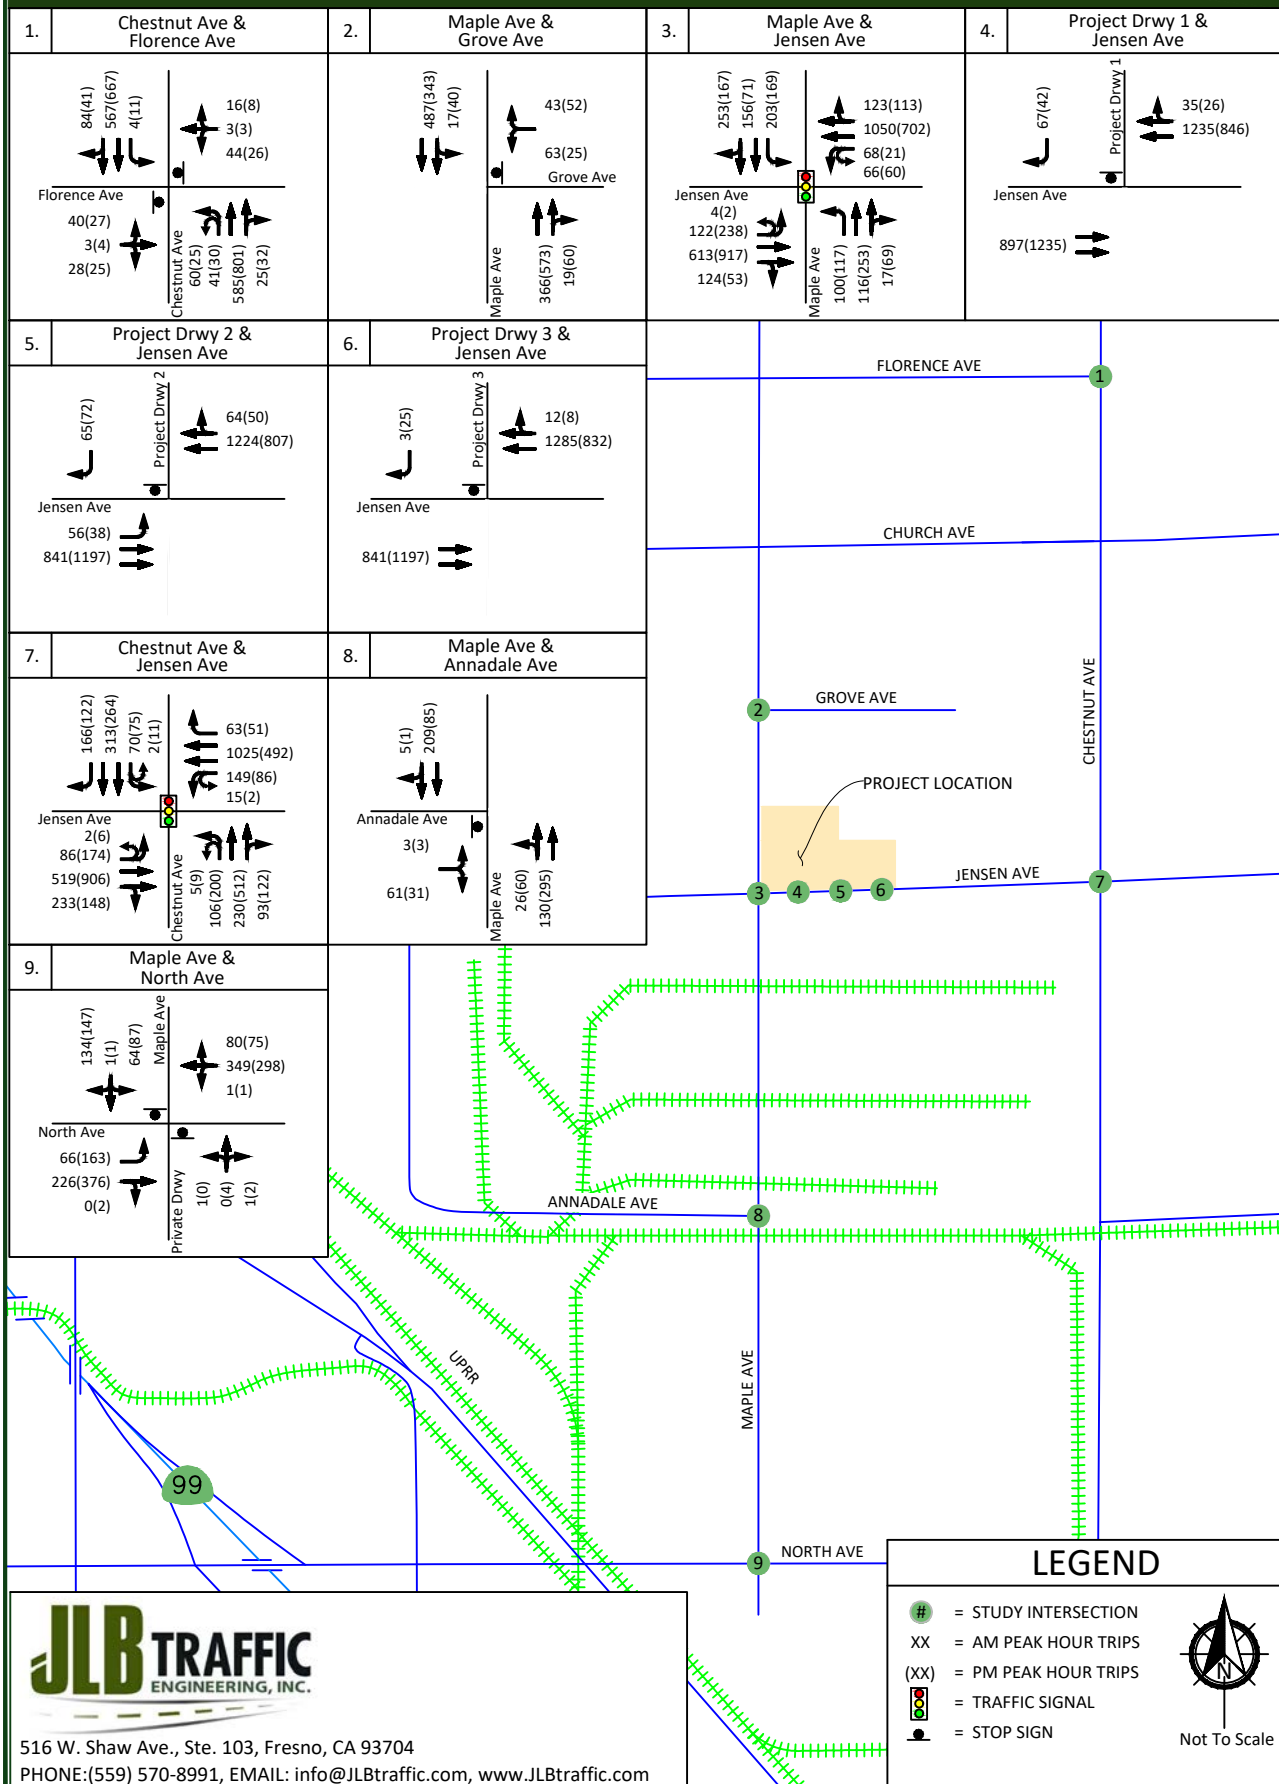 1.
Chestnut Ave &
Florence Ave
84(41)
567(667)
4(11)
16(8)
3(3)
44(26)
Florence Ave
40(27)
3(4)
28(25)
Chestnut Ave
60(25)
41(30)
585(801)
25(32)
2.
Maple Ave &
Grove Ave
487(343)
17(40)
43(52)
63(25)
Grove Ave
Maple Ave
366(573)
19(60)
3.
Maple Ave &
Jensen Ave
253(167)
156(71)
203(169)
123(113)
1050(702)
68(21)
66(60)
Jensen Ave
4(2)
122(238)
613(917)
124(53)
Maple Ave
100(117)
116(253)
17(69)
4.
Project Drwy 1 &
Jensen Ave
67(42)
Project Drwy 1
35(26)
1235(846)
Jensen Ave
897(1235)
5.
Project Drwy 2 &
Jensen Ave
65(72)
Project Drwy 2
64(50)
1224(807)
Jensen Ave
56(38)
841(1197)
6.
Project Drwy 3 &
Jensen Ave
3(25)
Project Drwy 3
12(8)
1285(832)
Jensen Ave
841(1197)
7.
Chestnut Ave &
Jensen Ave
166(122)
313(264)
70(75)
2(11)
63(51)
1025(492)
149(86)
15(2)
Jensen Ave
2(6)
86(174)
519(906)
233(148)
Chestnut Ave
5(9)
106(200)
230(512)
93(122)
8.
Maple Ave &
Annadale Ave
5(1)
209(85)
Annadale Ave
3(3)
61(31)
Maple Ave
26(60)
130(295)
9.
Maple Ave &
North Ave
134(147)
1(1)
64(87)
Maple Ave
80(75)
349(298)
1(1)
North Ave
66(163)
226(376)
0(2)
Private Drwy
1(0)
0(4)
1(2)
FLORENCE AVE
1
CHURCH AVE
CHESTNUT AVE
2
GROVE AVE
PROJECT LOCATION
JENSEN AVE
3
4
5
6
7
ANNADALE AVE
8
UPRR
MAPLE AVE
99
9
NORTH AVE
LEGEND
# = STUDY INTERSECTION
XX = AM PEAK HOUR TRIPS
(XX) = PM PEAK HOUR TRIPS
= TRAFFIC SIGNAL
= STOP SIGN
N
Not To Scale
JLB TRAFFIC
ENGINEERING, INC.
516 W. Shaw Ave., Ste. 103, Fresno, CA 93704
PHONE:(559) 570-8991, EMAIL: info@JLBtraffic.com, www.JLBtraffic.com